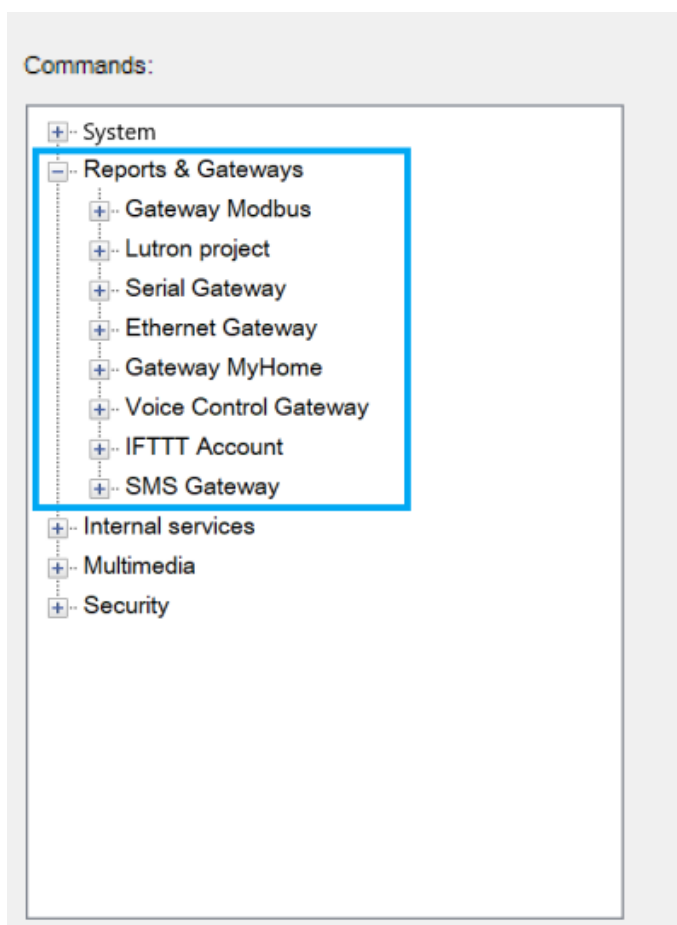 Commands:
System
Reports & Gateways
Gateway Modbus
Lutron project
Serial Gateway
Ethernet Gateway
Gateway MyHome
Voice Control Gateway
IFTTT Account
SMS Gateway
Internal services
Multimedia
Security